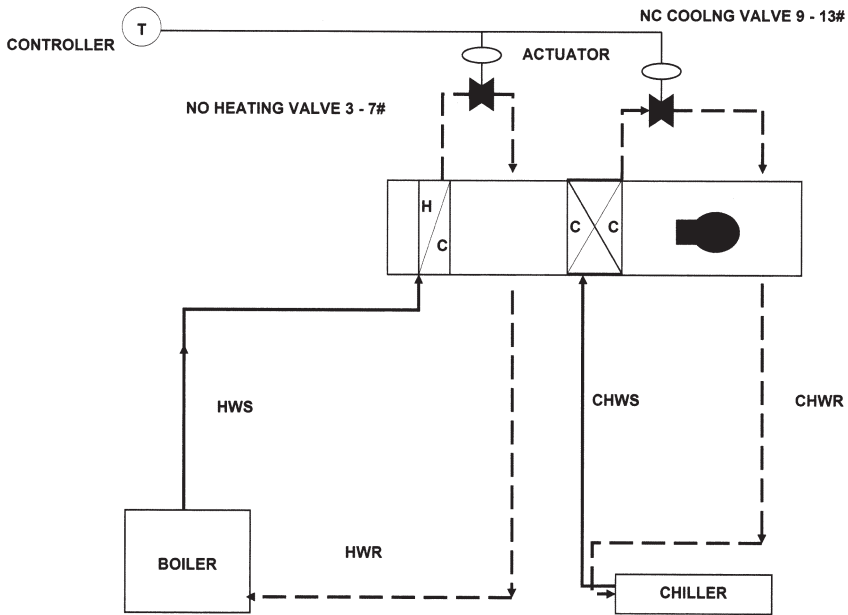 NC COOLNG VALVE 9 - 13#
T
CONTROLLER
ACTUATOR
NO HEATING VALVE 3 - 7#
H
C
C C
HWS
CHWS
CHWR
HWR
BOILER
CHILLER